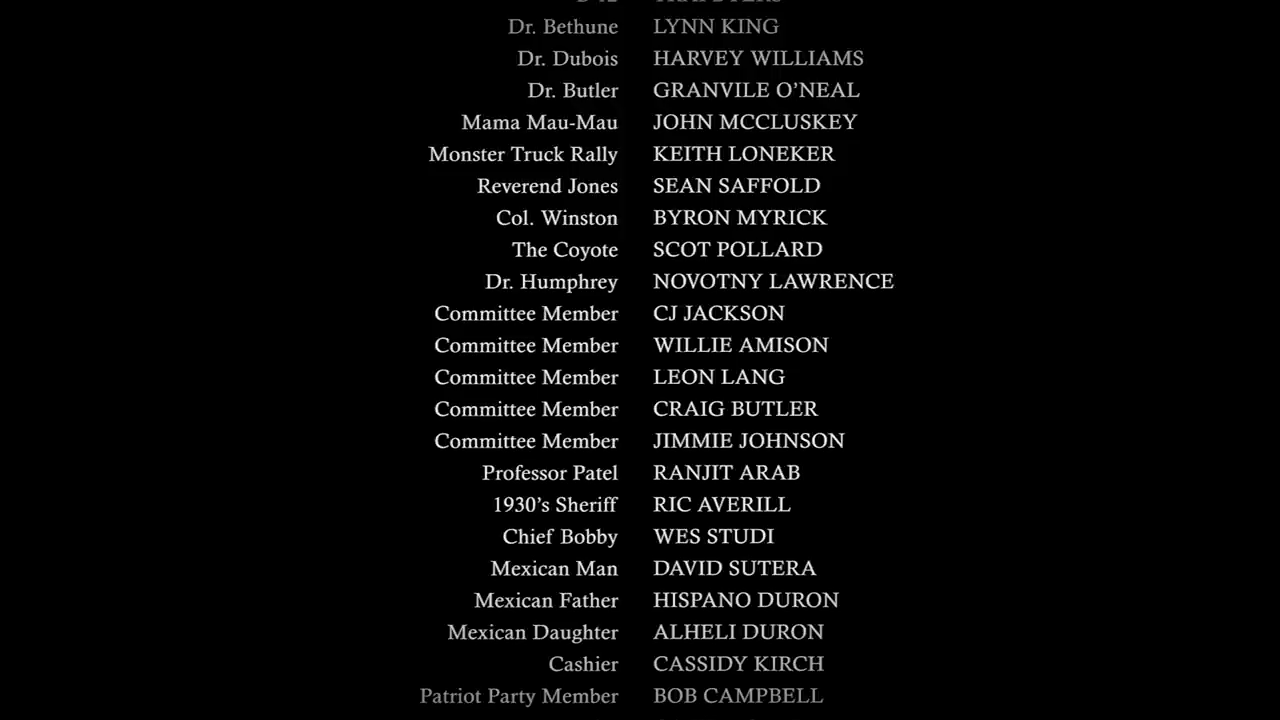 Dr. Bethune LYNN KING
Dr. Dubois HARVEY WILLIAMS
Dr. Butler GRANVILE O'NEAL
Mama Mau-Mau JOHN MCCLUSKEY
Monster Truck Rally KEITH LONEKER
Reverend Jones SEAN SAFFOLD
Col. Winston BYRON MYRICK
The Coyote SCOT POLLARD
Dr. Humphrey NOVOTNY LAWRENCE
Committee Member CJ JACKSON
Committee Member WILLIE AMISON
Committee Member LEON LANG
Committee Member CRAIG BUTLER
Committee Member JIMMIE JOHNSON
Professor Patel RANJIT ARAB
1930's Sheriff RIC AVERILL
Chief Bobby WES STUDI
Mexican Man DAVID SUTERA
Mexican Father HISPANO DURON
Mexican Daughter ALHELI DURON
Cashier CASSIDY KIRCH
Patriot Party Member BOB CAMPBELL